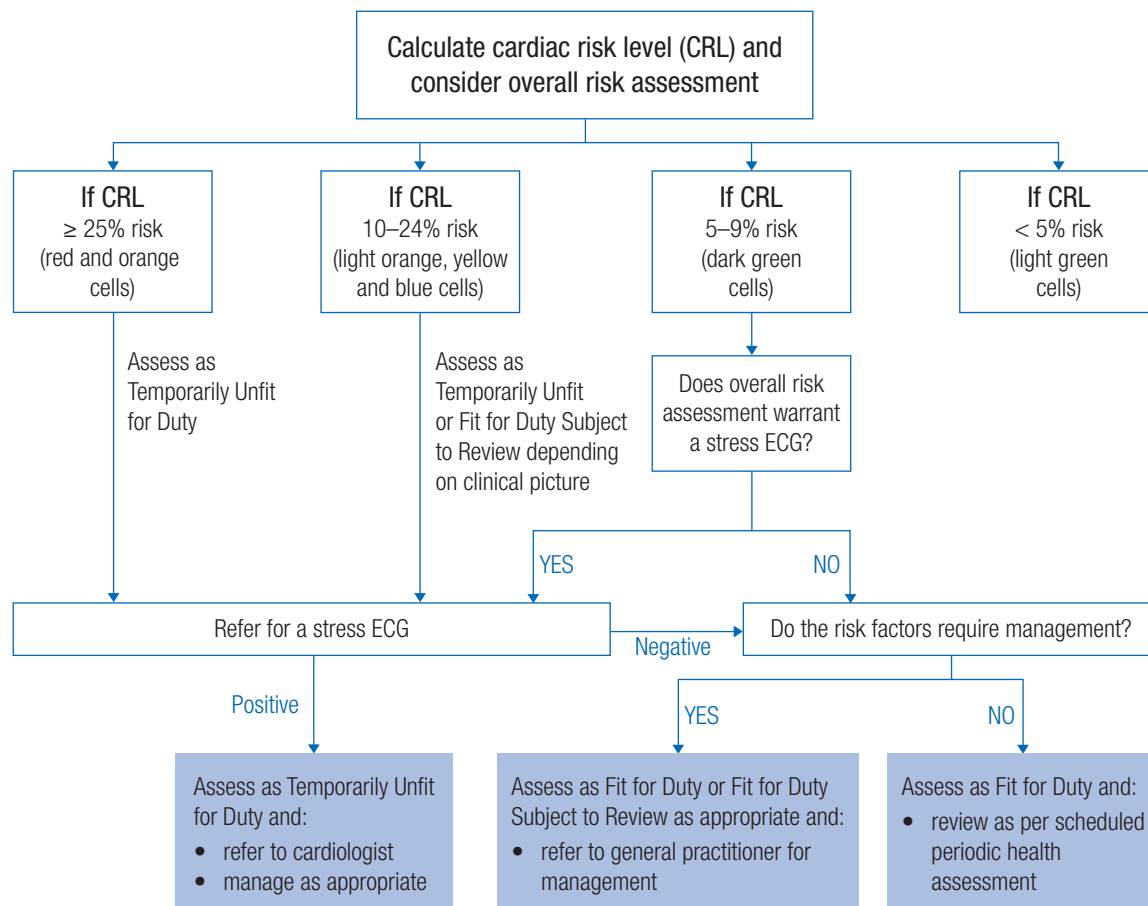 Calculate cardiac risk level (CRL) and
consider overall risk assessment
If CRL
≥ 25% risk
(red and orange
cells)
If CRL
10–24% risk
(light orange, yellow
and blue cells)
If CRL
5–9% risk
(dark green
cells)
If CRL
< 5% risk
(light green
cells)
Assess as
Temporarily Unfit
for Duty
Assess as
Temporarily Unfit
or Fit for Duty Subject
to Review depending
on clinical picture
Does overall risk
assessment warrant
a stress ECG?
YES
NO
Refer for a stress ECG
Negative
Do the risk factors require management?
Positive
YES
NO
Assess as Temporarily Unfit
for Duty and:
• refer to cardiologist
• manage as appropriate
Assess as Fit for Duty or Fit for Duty
Subject to Review as appropriate and:
• refer to general practitioner for
management
Assess as Fit for Duty and:
• review as per scheduled
periodic health
assessment